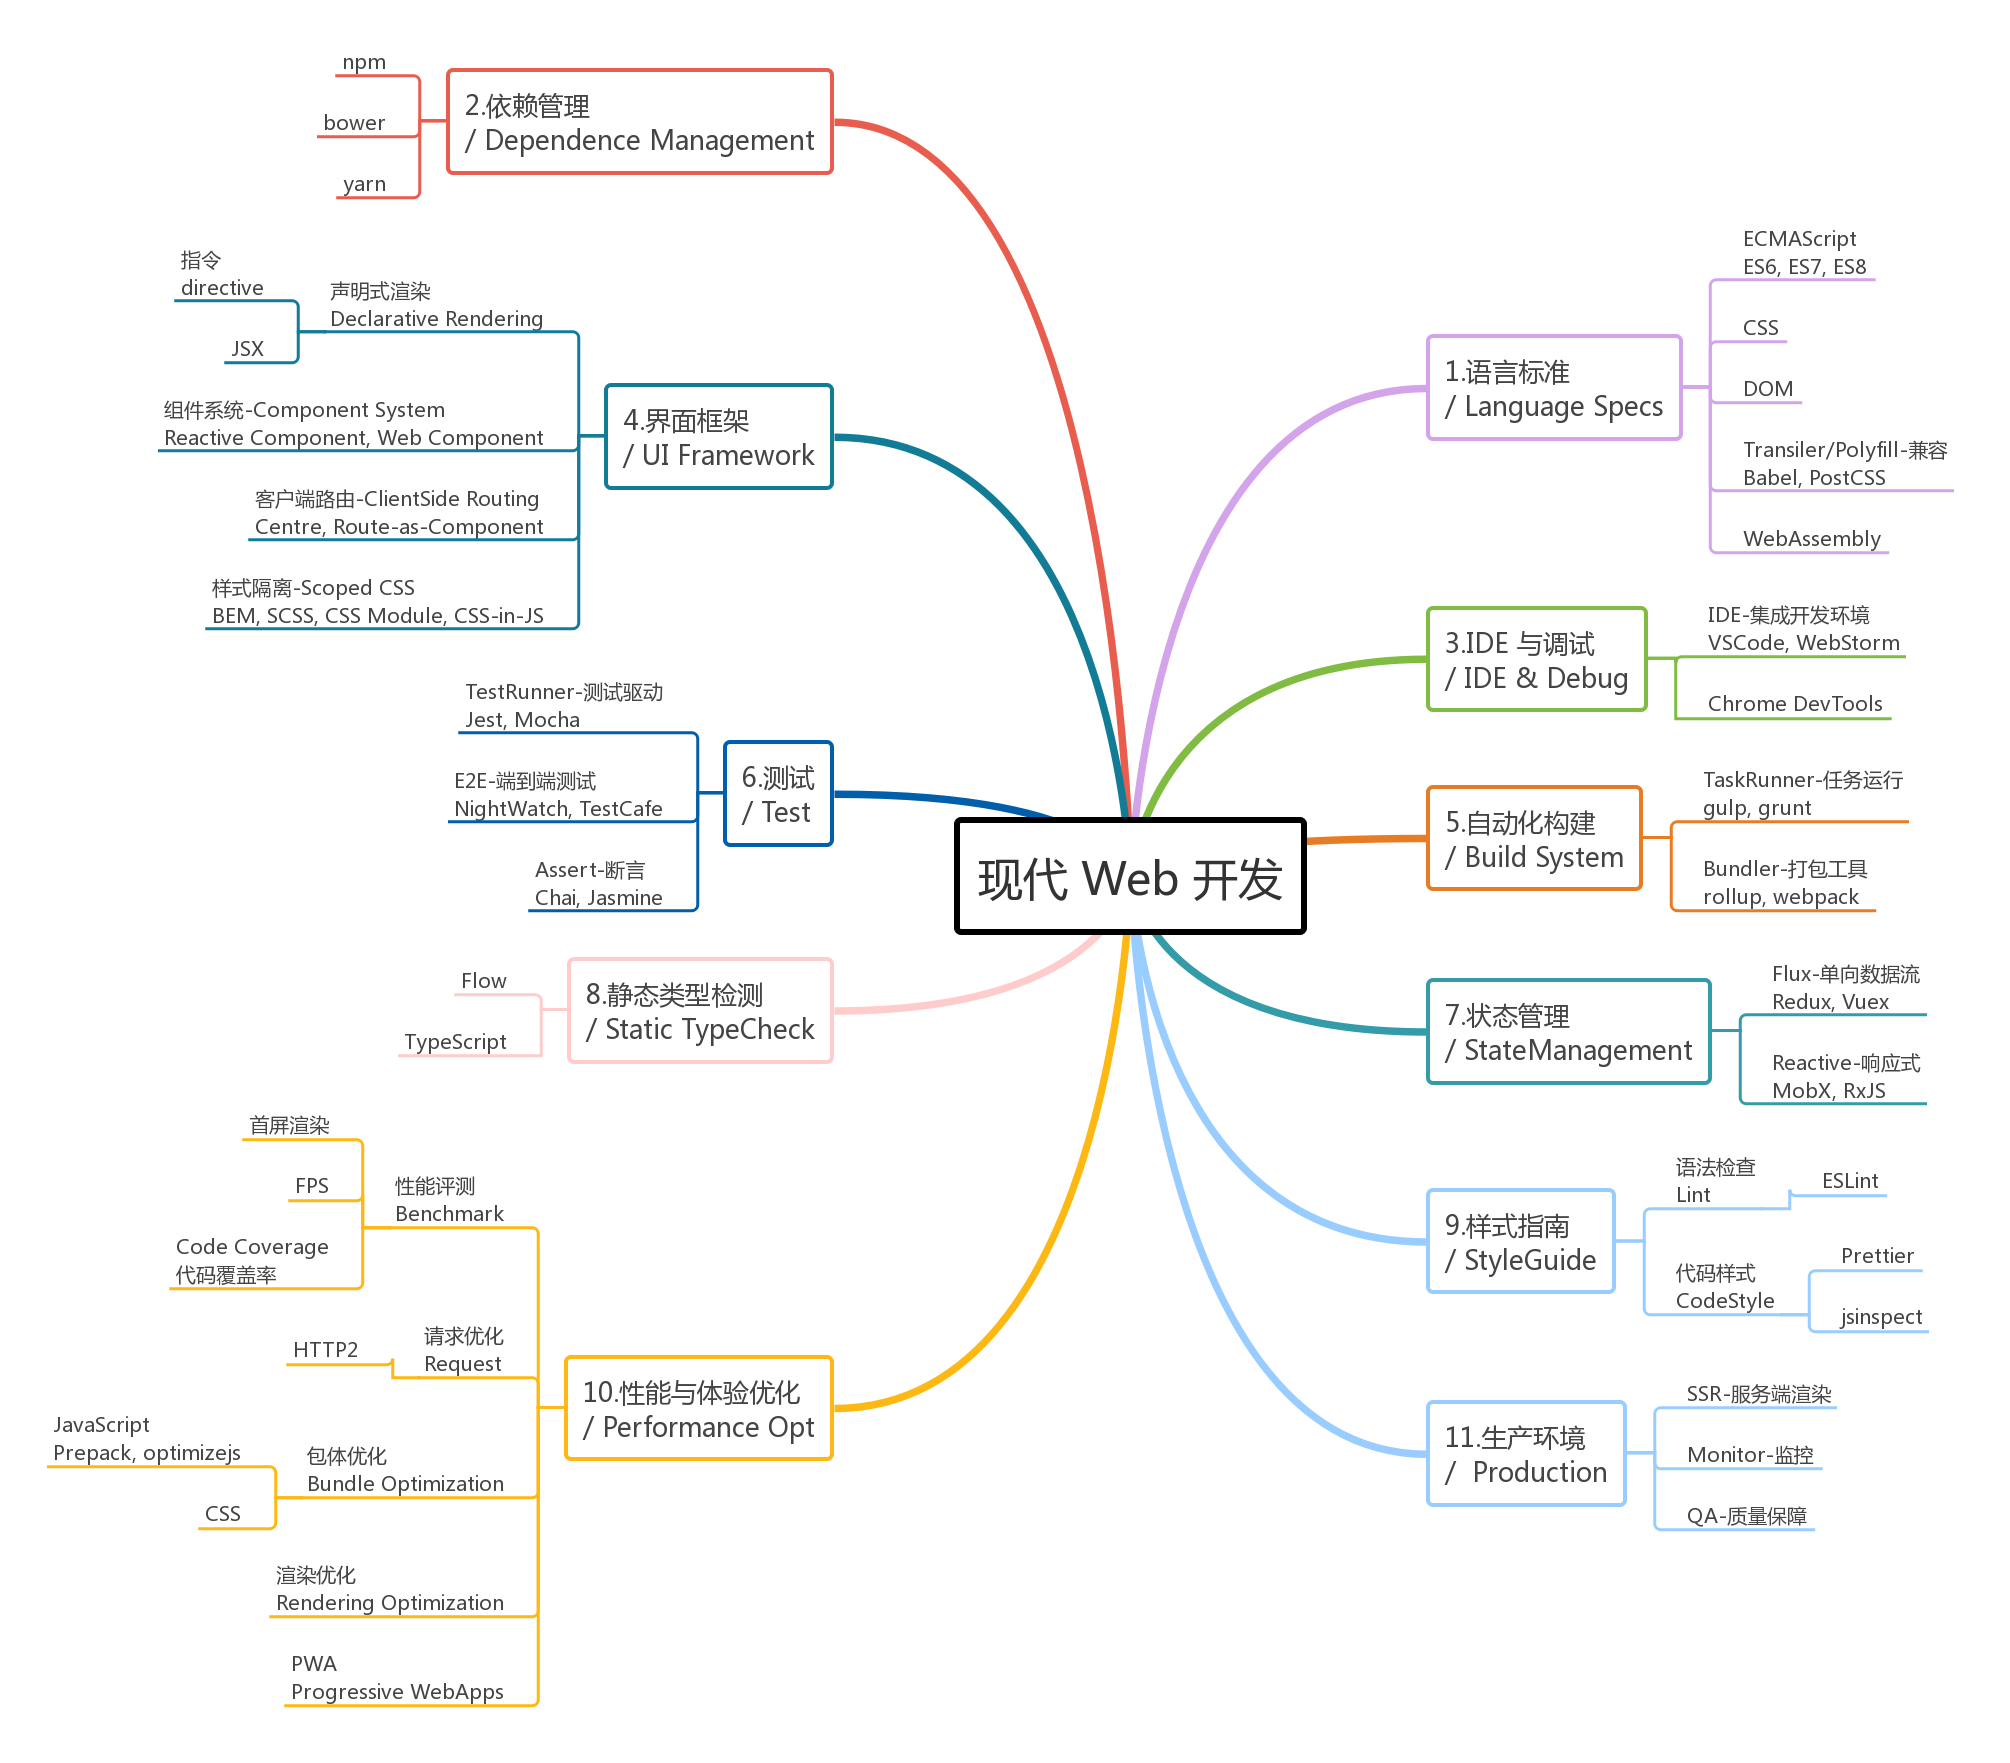 现代 Web 开发
1.语言标准
/ Language Specs
ECMAScript
ES6, ES7, ES8
CSS
DOM
Transiler/Polyfill-兼容
Babel, PostCSS
WebAssembly
2.依赖管理
/ Dependence Management
npm
bower
yarn
3.IDE 与调试
/ IDE & Debug
IDE-集成开发环境
VSCode, WebStorm
Chrome DevTools
4.界面框架
/ UI Framework
声明式渲染
Declarative Rendering
指令
directive
JSX
组件系统-Component System
Reactive Component, Web Component
客户端路由-ClientSide Routing
Centre, Route-as-Component
样式隔离-Scoped CSS
BEM, SCSS, CSS Module, CSS-in-JS
5.自动化构建
/ Build System
TaskRunner-任务运行
gulp, grunt
Bundler-打包工具
rollup, webpack
6.测试
/ Test
TestRunner-测试驱动
Jest, Mocha
E2E-端到端测试
NightWatch, TestCafe
Assert-断言
Chai, Jasmine
7.状态管理
/ StateManagement
Flux-单向数据流
Redux, Vuex
Reactive-响应式
MobX, RxJS
8.静态类型检测
/ Static TypeCheck
Flow
TypeScript
9.样式指南
/ StyleGuide
语法检查
Lint
ESLint
代码样式
CodeStyle
Prettier
jsinspect
10.性能与体验优化
/ Performance Opt
性能评测
Benchmark
首屏渲染
FPS
Code Coverage
代码覆盖率
请求优化
Request
HTTP2
包体优化
Bundle Optimization
JavaScript
Prepack, optimizejs
CSS
渲染优化
Rendering Optimization
PWA
Progressive WebApps
11.生产环境
/  Production
SSR-服务端渲染
Monitor-监控
QA-质量保障